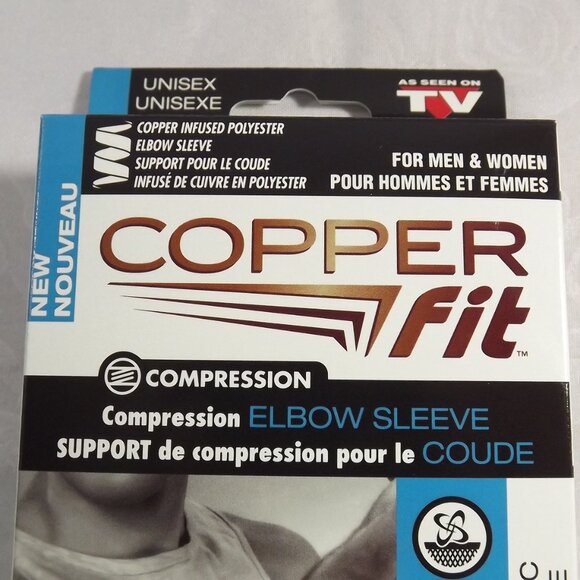 UNISEX
UNISEXE
AS SEEN ON
TV
COPPER INFUSED POLYESTER
ELBOW SLEEVE
SUPPORT POUR LE COUDE
INFUSÉ DE CUIVRE EN POLYESTER
FOR MEN & WOMEN
POUR HOMMES ET FEMMES
NEW
NOUVEAU
COPPER
fit™
COMPRESSION
Compression ELBOW SLEEVE
SUPPORT de compression pour le COUDE